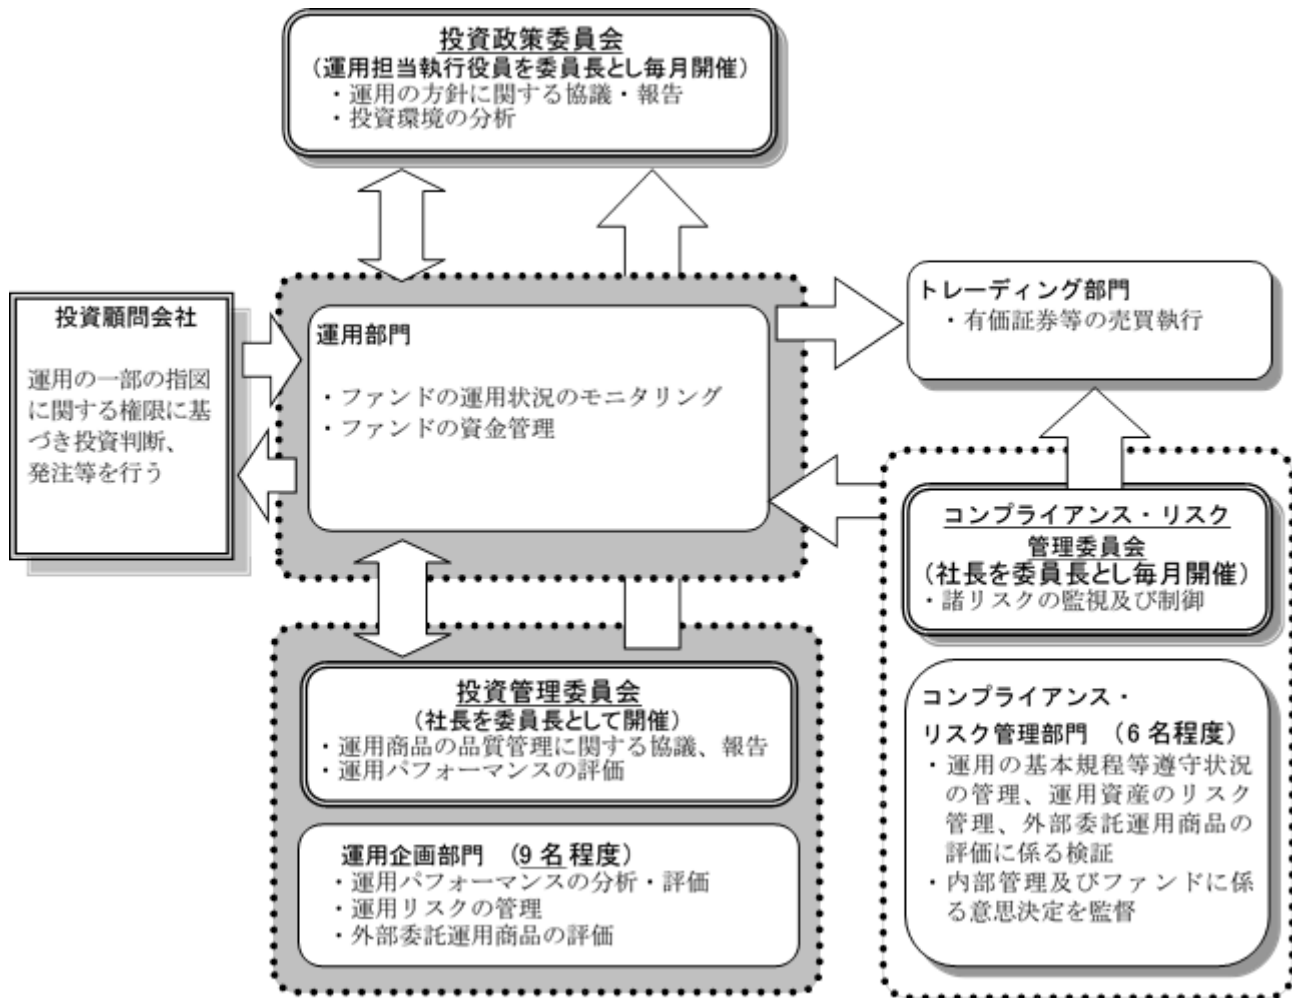 投資政策委員会
（運用担当執行役員を委員長とし毎月開催）
・運用の方針に関する協議・報告
・投資環境の分析
投資顧問会社
運用の一部の指図
に関する権限に基
づき投資判断、
発注等を行う
運用部門
・ファンドの運用状況のモニタリング
・ファンドの資金管理
トレーディング部門
・有価証券等の売買執行
コンプライアンス・リスク
管理委員会
（社長を委員長とし毎月開催）
・諸リスクの監視及び制御
コンプライアンス・
リスク管理部門　（6 名程度）
・運用の基本規程等遵守状況
の管理、運用資産のリスク
管理、外部委託運用商品の
評価に係る検証
・内部管理及びファンドに係
る意思決定を監督
投資管理委員会
（社長を委員長として開催）
・運用商品の品質管理に関する協議、報告
・運用パフォーマンスの評価
運用企画部門　（9 名程度）
・運用パフォーマンスの分析・評価
・運用リスクの管理
・外部委託運用商品の評価